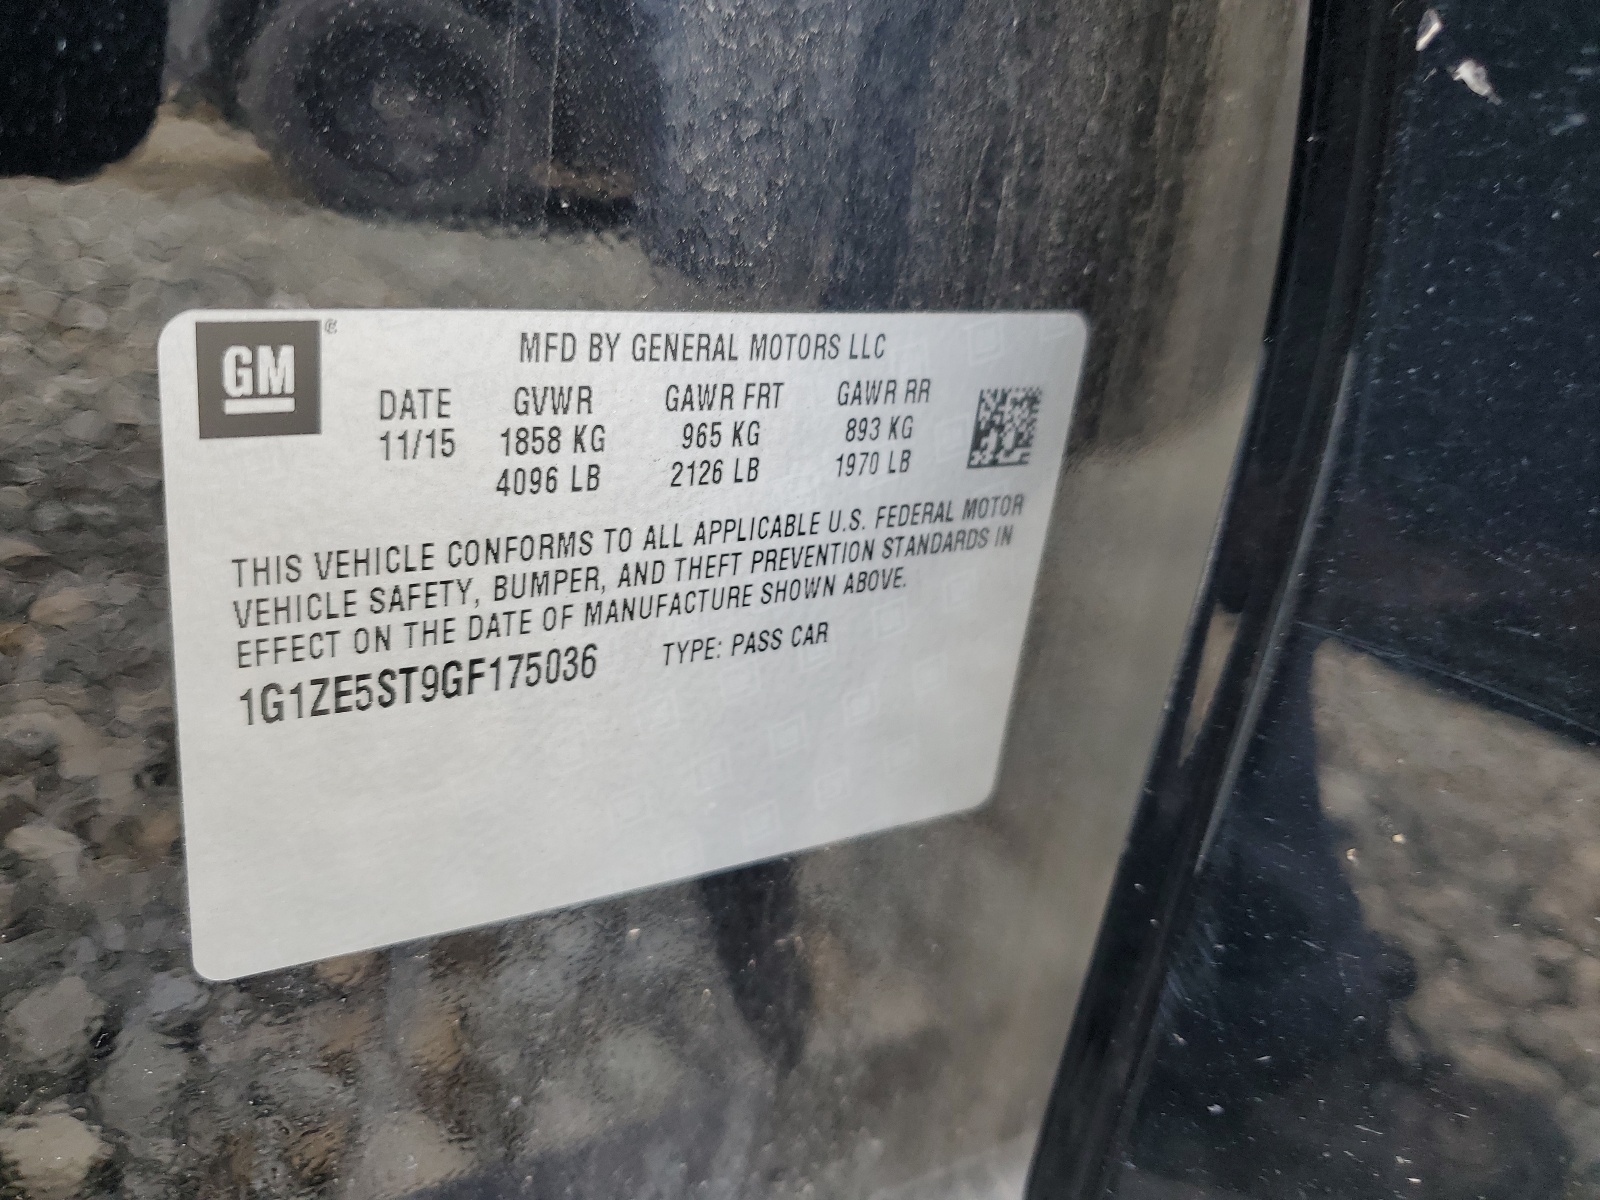 GM
MFD BY GENERAL MOTORS LLC
DATE GVWR GAWR FRT GAWR RR
11/15 1858 KG 965 KG 893 KG
4096 LB 2126 LB 1970 LB
THIS VEHICLE CONFORMS TO ALL APPLICABLE U.S. FEDERAL MOTOR
VEHICLE SAFETY, BUMPER, AND THEFT PREVENTION STANDARDS IN
EFFECT ON THE DATE OF MANUFACTURE SHOWN ABOVE.
1G1ZE5ST9GF175036 TYPE: PASS CAR